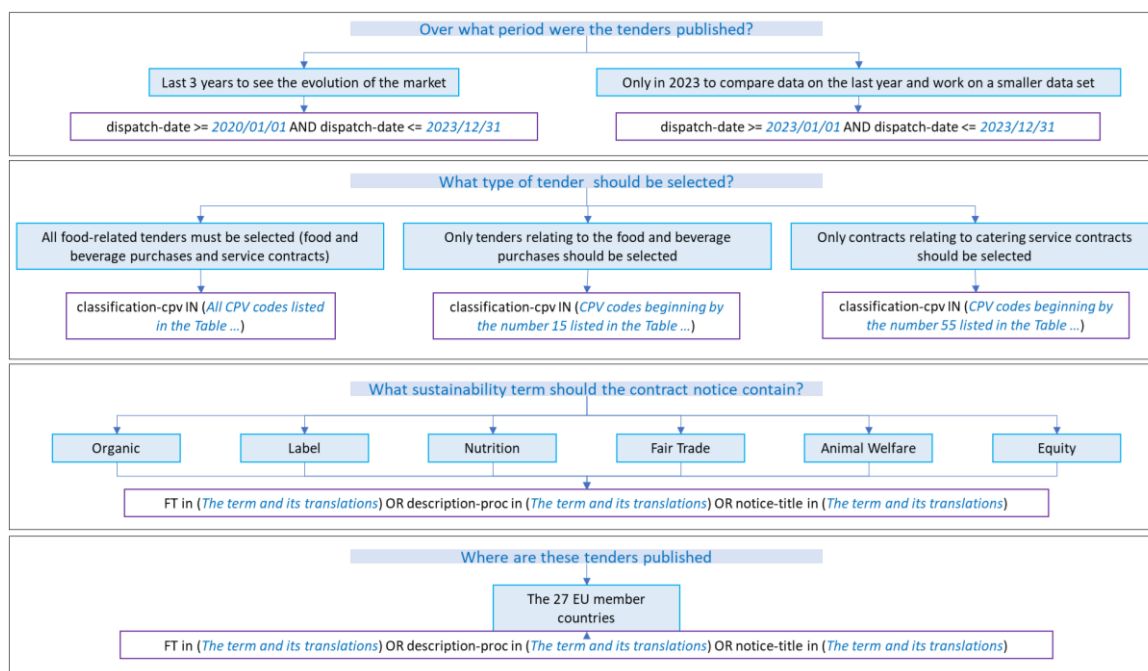 Over what period were the tenders published?
Last 3 years to see the evolution of the market
Only in 2023 to compare data on the last year and work on a smaller data set
dispatch-date >= 2020/01/01 AND dispatch-date <= 2023/12/31
dispatch-date >= 2023/01/01 AND dispatch-date <= 2023/12/31
What type of tender should be selected?
All food-related tenders must be selected (food and
beverage purchases and service contracts)
Only tenders relating to the food and beverage
purchases should be selected
Only contracts relating to catering service contracts
should be selected
classification-cpv IN (All CPV codes listed
in the Table ...)
classification-cpv IN (CPV codes beginning by
the number 15 listed in the Table ...)
classification-cpv IN (CPV codes beginning by
the number 55 listed in the Table ...)
What sustainability term should the contract notice contain?
Organic
Label
Nutrition
Fair Trade
Animal Welfare
Equity
FT in (The term and its translations) OR description-proc in (The term and its translations) OR notice-title in (The term and its translations)
Where are these tenders published
The 27 EU member
countries
FT in (The term and its translations) OR description-proc in (The term and its translations) OR notice-title in (The term and its translations)